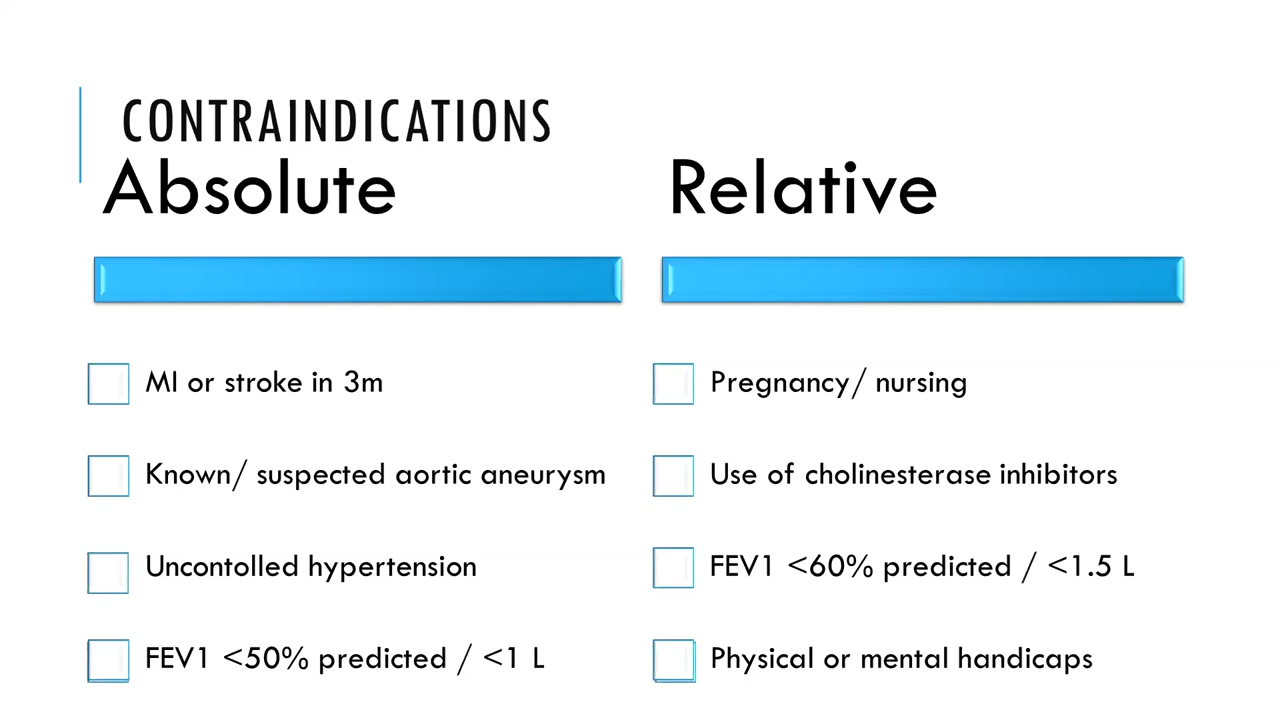 CONTRAINDICATIONS
Absolute
MI or stroke in 3m
Known/ suspected aortic aneurysm
Uncontolled hypertension
FEV1 <50% predicted / <1 L
Relative
Pregnancy/ nursing
Use of cholinesterase inhibitors
FEV1 <60% predicted / <1.5 L
Physical or mental handicaps